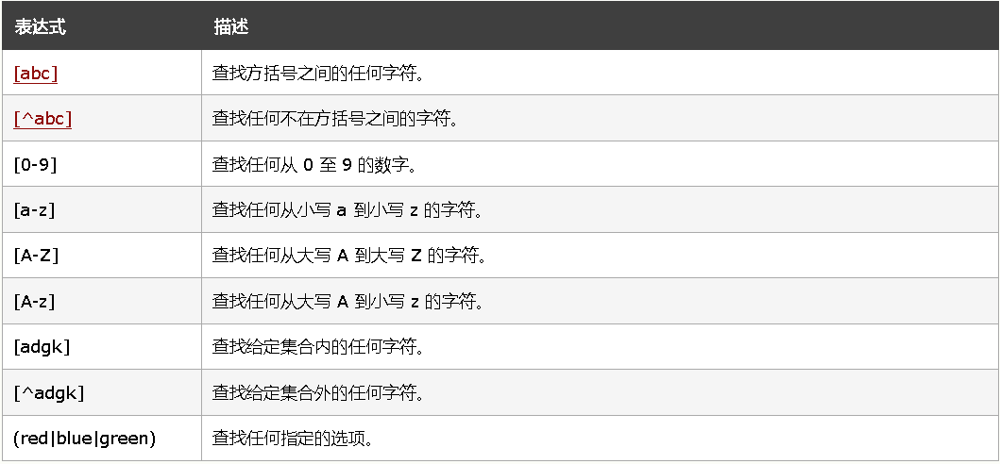 表达式 描述
[abc] 查找方括号之间的任何字符。
[^abc] 查找任何不在方括号之间的字符。
[0-9] 查找任何从 0 至 9 的数字。
[a-z] 查找任何从小写 a 到小写 z 的字符。
[A-Z] 查找任何从大写 A 到大写 Z 的字符。
[A-z] 查找任何从大写 A 到小写 z 的字符。
[adgk] 查找给定集合内的任何字符。
[^adgk] 查找给定集合外的任何字符。
(red|blue|green) 查找任何指定的选项。